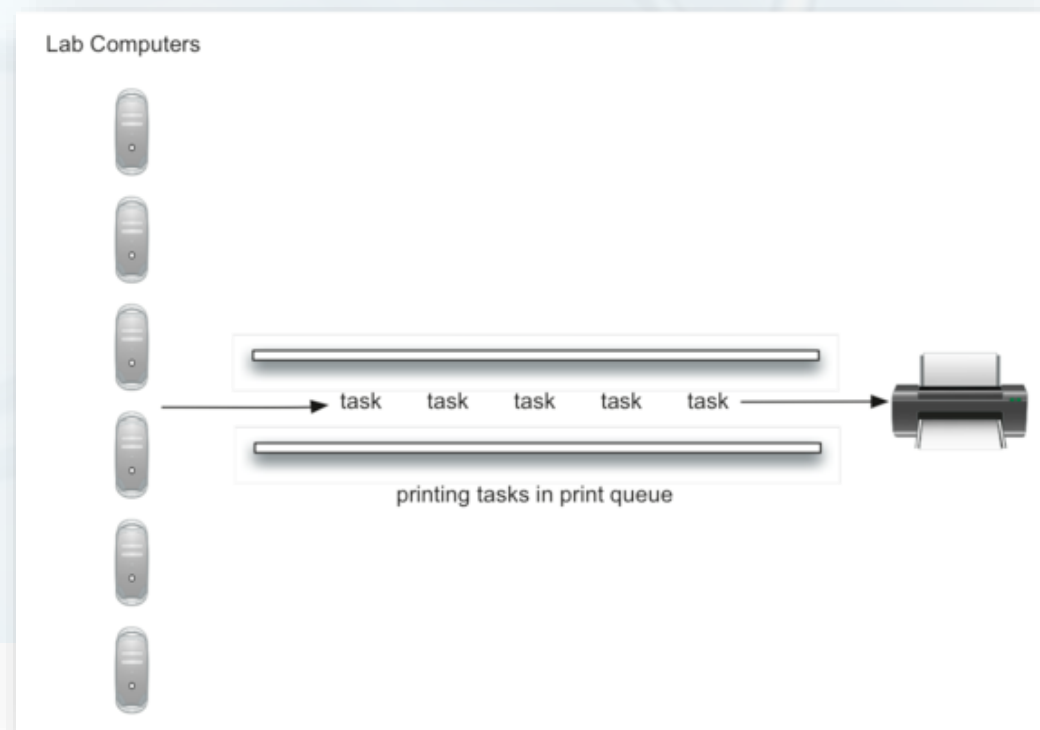 Lab Computers
task task task task task
printing tasks in print queue